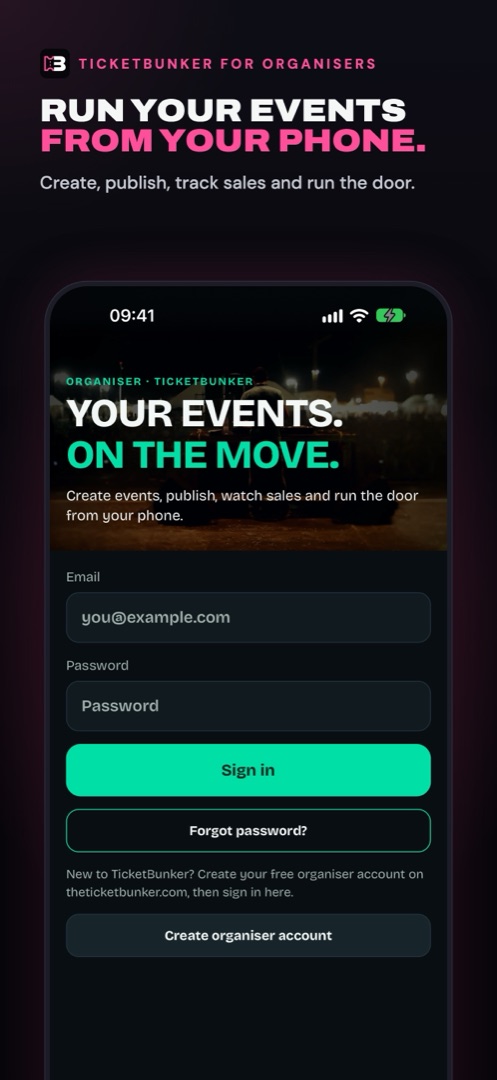 B
TICKETBUNKER FOR ORGANISERS
RUN YOUR EVENTS
FROM YOUR PHONE.
Create, publish, track sales and run the door.
09:41
ORGANISER · TICKETBUNKER
YOUR EVENTS.
ON THE MOVE.
Create events, publish, watch sales and run the door
from your phone.
Email
you@example.com
Password
Password
Sign in
Forgot password?
New to TicketBunker? Create your free organiser account on
theticketbunker.com, then sign in here.
Create organiser account